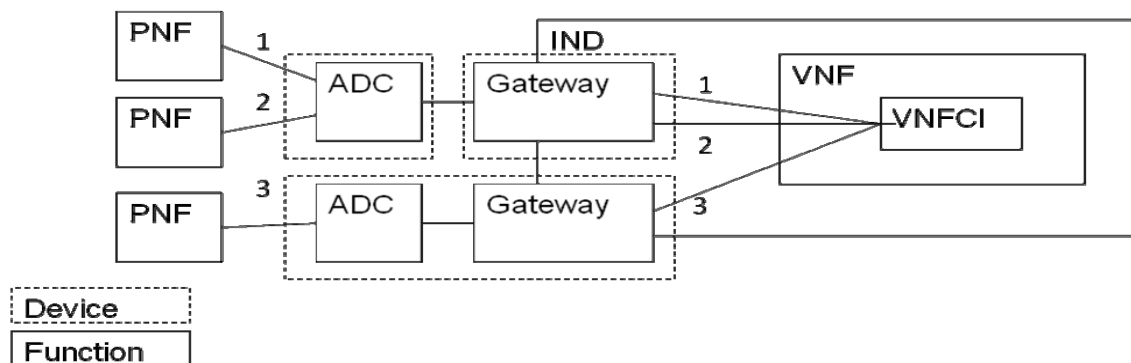 PNF
1
IND
ADC
Gateway
1
VNF
PNF
2
VNFCI
2
3
PNF
ADC
Gateway
3
Device
Function